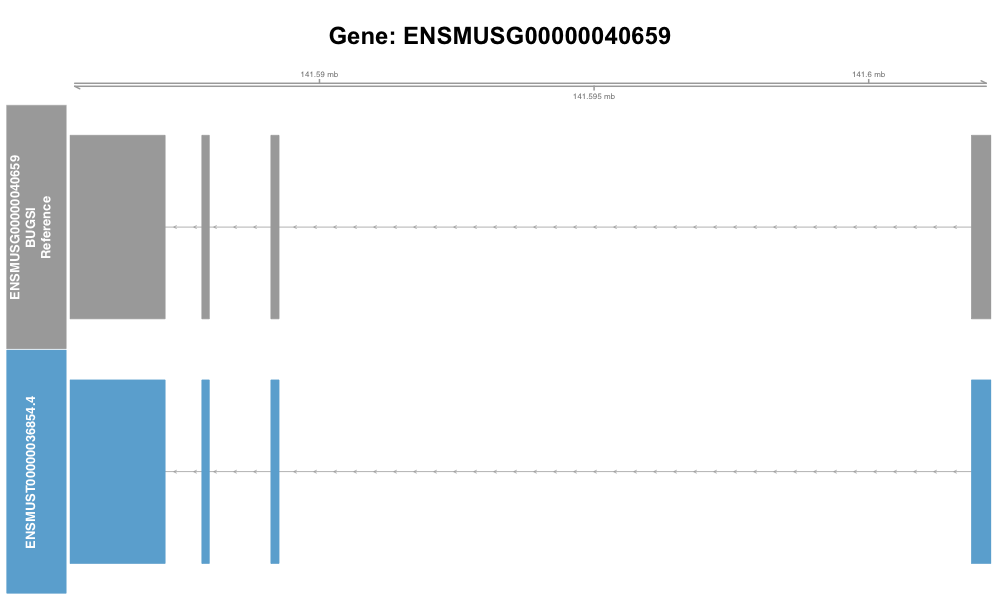 Gene: ENSMUSG00000040659
141.59 mb
141.6 mb
141.595 mb
ENSMUSG00000040659
BUGSI
Reference
ENSMUST00000036854.4